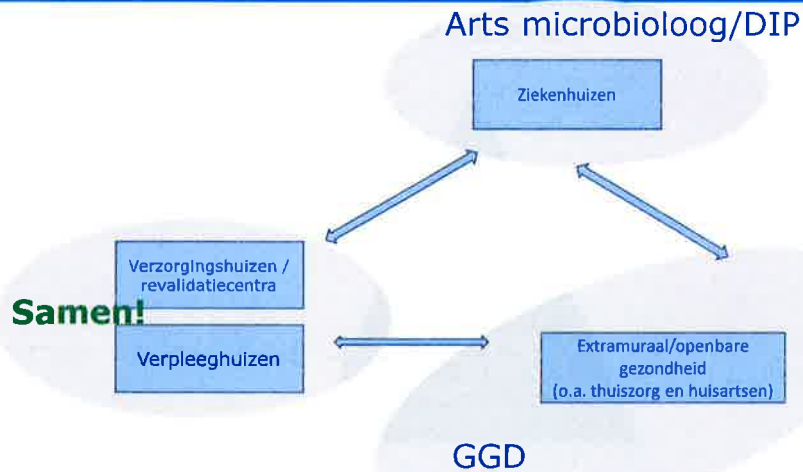 Arts microbioloog/DIP
Ziekenhuizen
Verzorgingshuizen /
revalidatiecentra
Samen!
Verpleeghuizen
Extramuraal/openbare
gezondheid
(o.a. thuiszorg en huisartsen)
GGD